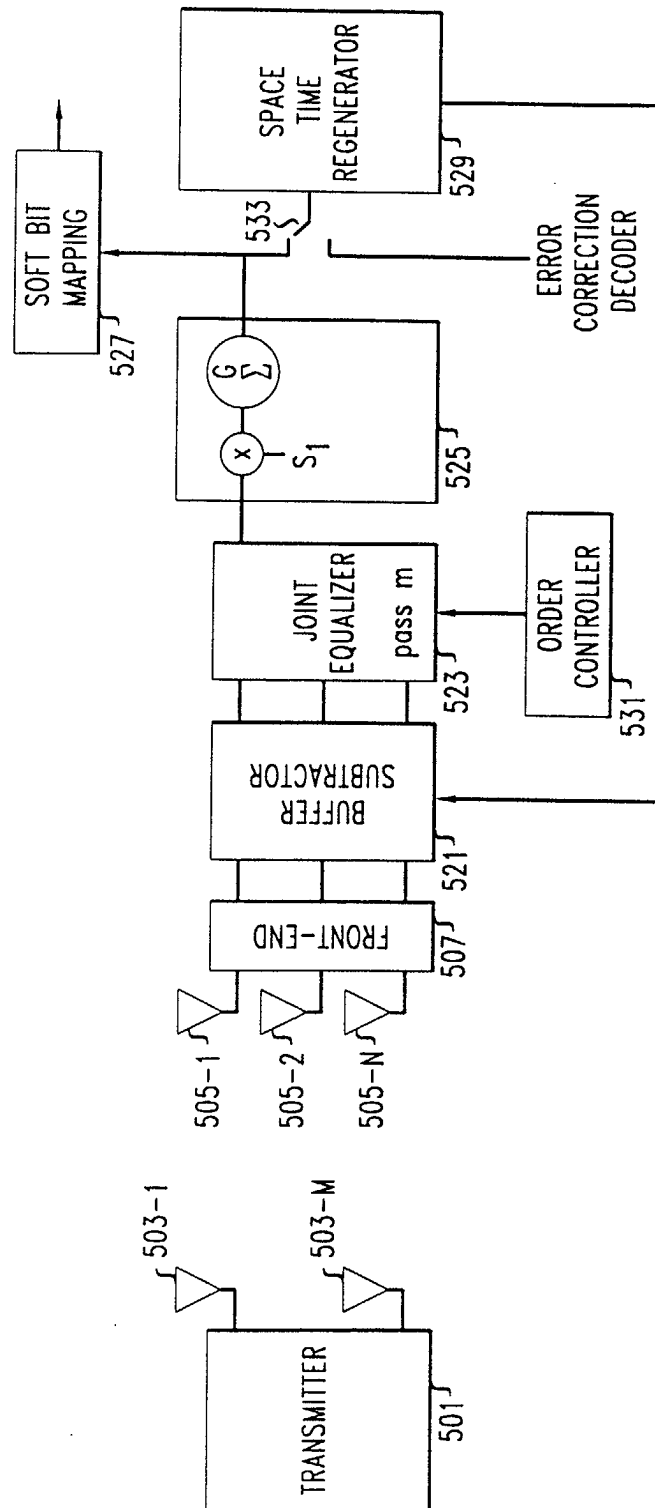 TRANSMITTER
501
503-1
503-M
505-1
505-2
505-N
FRONT-END
507
BUFFER
SUBTRACTOR
521
JOINT
EQUALIZER
pass m
523
ORDER
CONTROLLER
531
X
S1
G
Σ
525
SOFT BIT
MAPPING
527
533
SPACE
TIME
REGENERATOR
529
ERROR
CORRECTION
DECODER